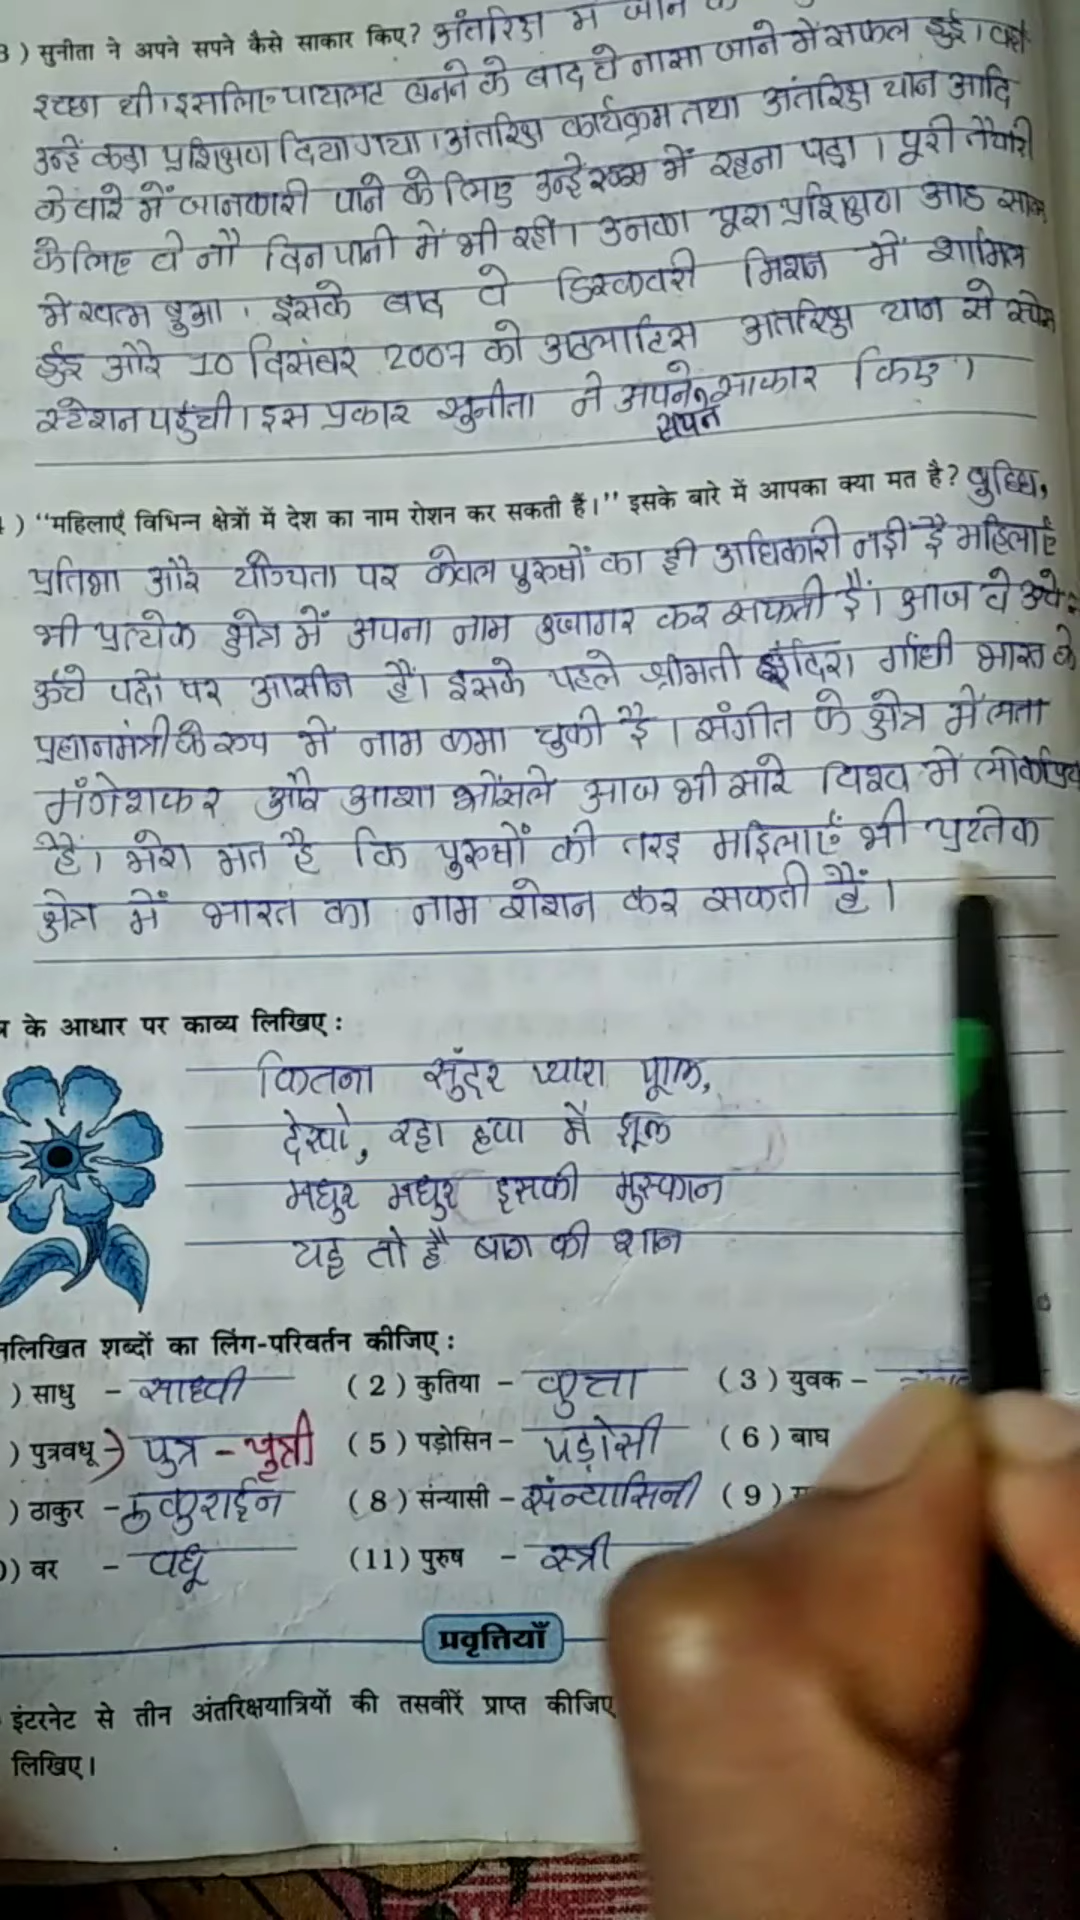 3 ) सुनीता ने अपने सपने कैसे साकार किए? अंतरिक्ष में जाने
इच्छा थी। इसलिए पायलट बनने के बाद वे नासा जाने में सफल हुई। वहाँ
उन्हें कड़ा प्रशिक्षण दिया गया। अंतरिक्ष कार्यक्रम तथा अंतरिक्ष यान आदि
के बारे में जानकारी पाने के लिए उन्हे रूस में रहना पड़ा। पूरी तैयारी
के लिए वे नौ दिन पानी में भी रही। उनका पूरा प्रशिक्षण आठ साल
में खत्म हुआ। इसके बाद वे डिस्कवरी मिशन में शामिल
हुई और 10 दिसंबर 2007 को अटलांटिस अंतरिक्ष यान से स्पेस
स्टेशन पहुंची। इस प्रकार सुनीता ने अपने साकार किए।
सपने
) “महिलाएँ विभिन्न क्षेत्रों में देश का नाम रोशन कर सकती हैं।” इसके बारे में आपका क्या मत है? बुद्धि,
प्रतिभा और योग्यता पर केवल पुरुषों का ही अधिकारी नहीं है महिलाएँ
भी प्रत्येक क्षेत्र में अपना नाम उजागर कर सकती हैं। आज वे ऊँचे-
ऊँचे पदों पर आसीन हैं। इसके पहले श्रीमती इंदिरा गाँधी भारत के
प्रधानमंत्री के रूप में नाम कमा चुकी है। संगीत के क्षेत्र में लता
मंगेशकर और आशा भोंसले आज भी सारे विश्व में लोकप्रिय
हैं। मेरा मत है कि पुरुषों की तरह महिलाएँ भी प्रत्येक
क्षेत्र में भारत का नाम रोशन कर सकती हैं।
के आधार पर काव्य लिखिए :
कितना सुंदर प्यारा फूल,
देखो, रहा हवा में झूल
मधुर मधुर इसकी मुस्कान
यह तो है बाग की शान
लिखित शब्दों का लिंग-परिवर्तन कीजिए :
) साधु - साध्वी (2) कुतिया - कुत्ता (3) युवक -
) पुत्रवधू पुत्र - पुत्री (5) पड़ोसिन - पड़ोसी (6) बाघ
) ठाकुर - ठकुराईन (8) संन्यासी - संन्यासिनी (9)
) वर - वधू (11) पुरुष - स्त्री
प्रवृत्तियाँ
इंटरनेट से तीन अंतरिक्षयात्रियों की तसवीरें प्राप्त कीजिए
लिखिए।